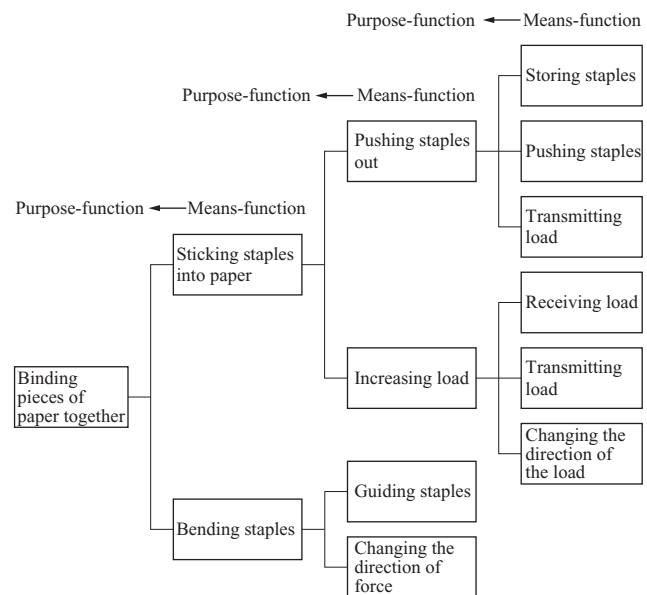 Purpose-function
Means-function
Storing staples
Purpose-function
Means-function
Pushing staples
out
Pushing staples
Transmitting
load
Purpose-function
Means-function
Sticking staples
into paper
Receiving load
Binding
pieces of
paper together
Increasing load
Transmitting
load
Changing the
direction of
the load
Bending staples
Guiding staples
Changing the
direction of
force